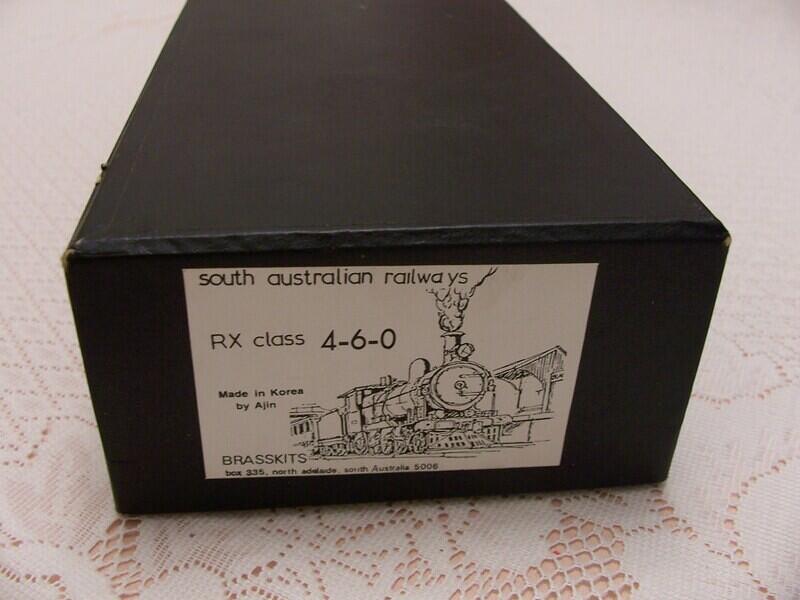 south australian railways
RX class 4-6-0
Made in Korea
by Ajin
BRASSKITS
box 335, north adelaide, south Australia 5006